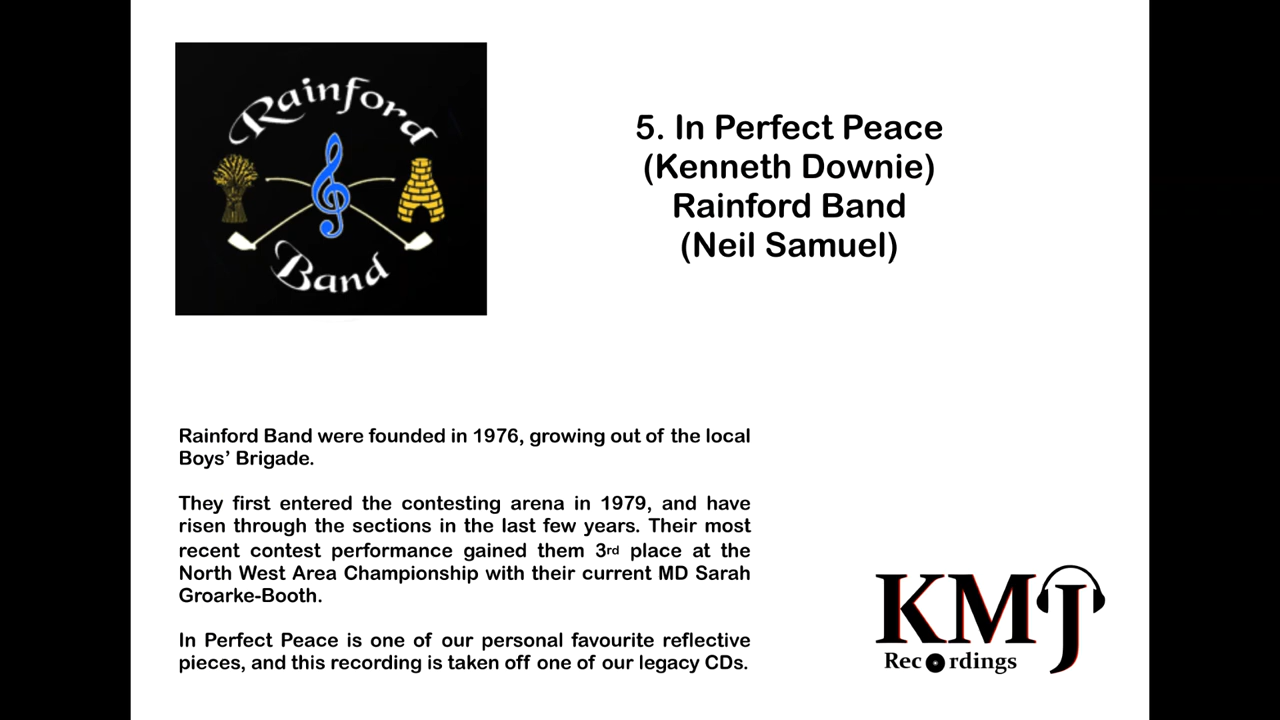 Rainford
Band
5. In Perfect Peace
(Kenneth Downie)
Rainford Band
(Neil Samuel)
Rainford Band were founded in 1976, growing out of the local
Boys’ Brigade.
They first entered the contesting arena in 1979, and have
risen through the sections in the last few years. Their most
recent contest performance gained them 3rd place at the
North West Area Championship with their current MD Sarah
Groarke-Booth.
In Perfect Peace is one of our personal favourite reflective
pieces, and this recording is taken off one of our legacy CDs.
KMJ
Recordings